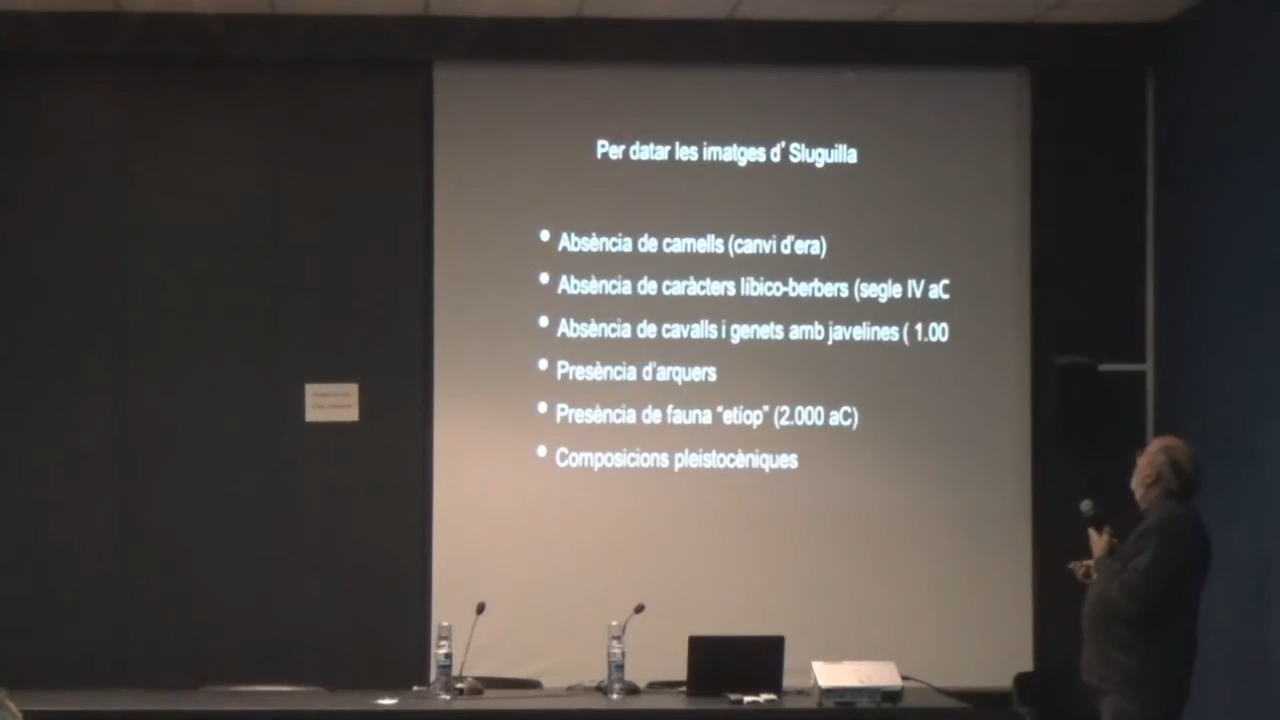 Per datar les imatges d' Sluguilla
• Absència de camells (canvi d'era)
• Absència de caràcters líbico-berbers (segle IV aC
• Absència de cavalls i genets amb javelines ( 1.00
• Presència d'arquers
• Presència de fauna “etíop” (2.000 aC)
• Composicions pleistocèniques